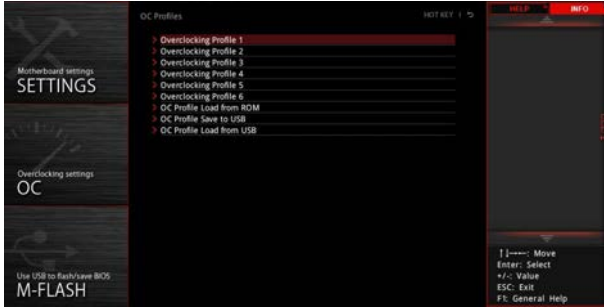 OC Profiles
HOT KEY
HELP
INFO
> Overclocking Profile 1
> Overclocking Profile 2
> Overclocking Profile 3
> Overclocking Profile 4
> Overclocking Profile 5
> Overclocking Profile 6
> OC Profile Load from ROM
> OC Profile Save to USB
> OC Profile Load from USB
Motherboard settings
SETTINGS
Overclocking settings
OC
Use USB to flash/save BIOS
M-FLASH
: Move
Enter: Select
+/-: Value
ESC: Exit
F1: General Help